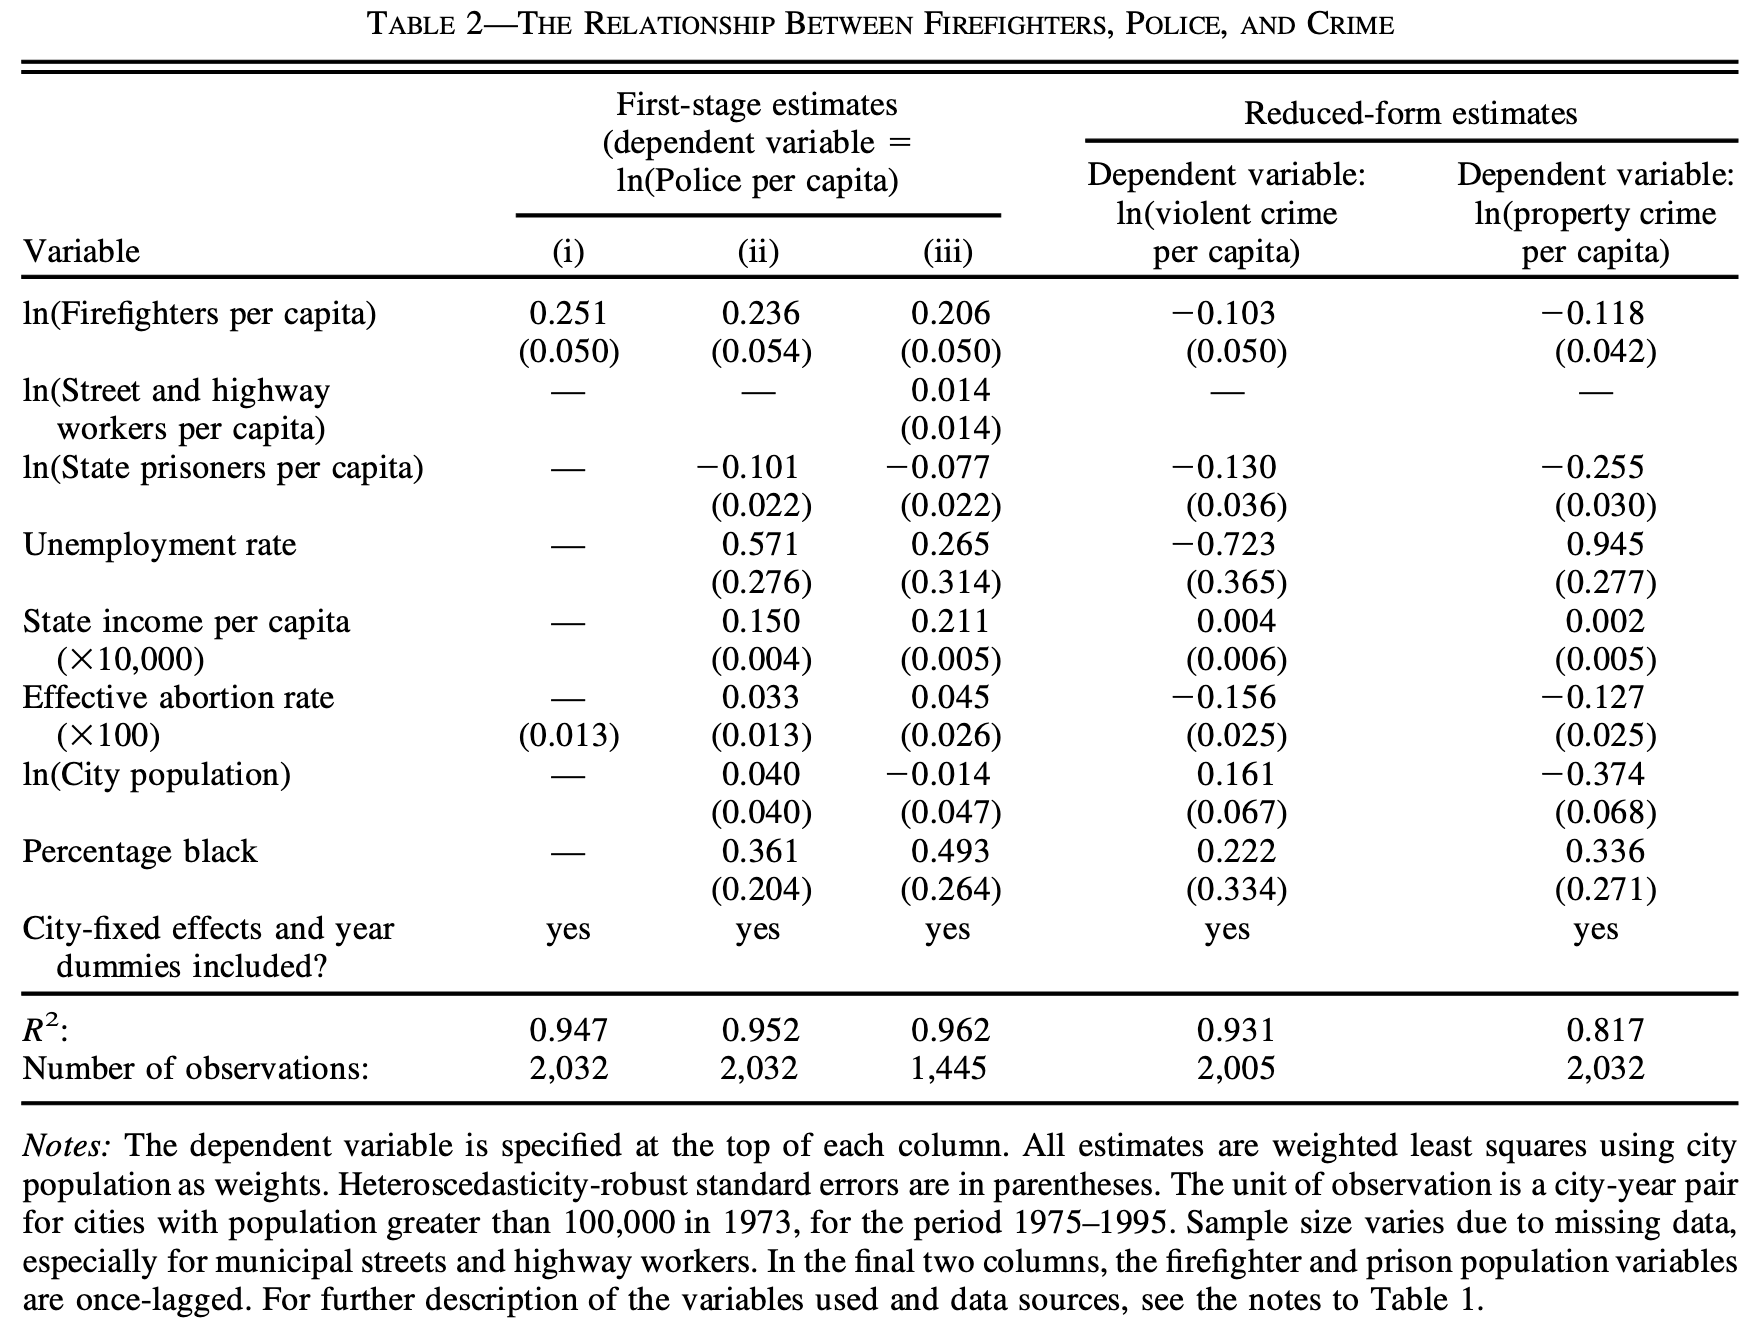 TABLE 2—THE RELATIONSHIP BETWEEN FIREFIGHTERS, POLICE, AND CRIME
First-stage estimates
(dependent variable =
ln(Police per capita)
Reduced-form estimates
Dependent variable:
ln(violent crime
per capita)
Dependent variable:
ln(property crime
per capita)
Variable (i) (ii) (iii)
ln(Firefighters per capita) 0.251 0.236 0.206 −0.103 −0.118
(0.050) (0.054) (0.050) (0.050) (0.042)
ln(Street and highway — — 0.014 — —
workers per capita) (0.014)
ln(State prisoners per capita) — −0.101 −0.077 −0.130 −0.255
(0.022) (0.022) (0.036) (0.030)
Unemployment rate — 0.571 0.265 −0.723 0.945
(0.276) (0.314) (0.365) (0.277)
State income per capita — 0.150 0.211 0.004 0.002
(×10,000) (0.004) (0.005) (0.006) (0.005)
Effective abortion rate — 0.033 0.045 −0.156 −0.127
(×100) (0.013) (0.013) (0.026) (0.025) (0.025)
ln(City population) — 0.040 −0.014 0.161 −0.374
(0.040) (0.047) (0.067) (0.068)
Percentage black — 0.361 0.493 0.222 0.336
(0.204) (0.264) (0.334) (0.271)
City-fixed effects and year yes yes yes yes yes
dummies included?
R²: 0.947 0.952 0.962 0.931 0.817
Number of observations: 2,032 2,032 1,445 2,005 2,032
Notes: The dependent variable is specified at the top of each column. All estimates are weighted least squares using city
population as weights. Heteroscedasticity-robust standard errors are in parentheses. The unit of observation is a city-year pair
for cities with population greater than 100,000 in 1973, for the period 1975–1995. Sample size varies due to missing data,
especially for municipal streets and highway workers. In the final two columns, the firefighter and prison population variables
are once-lagged. For further description of the variables used and data sources, see the notes to Table 1.